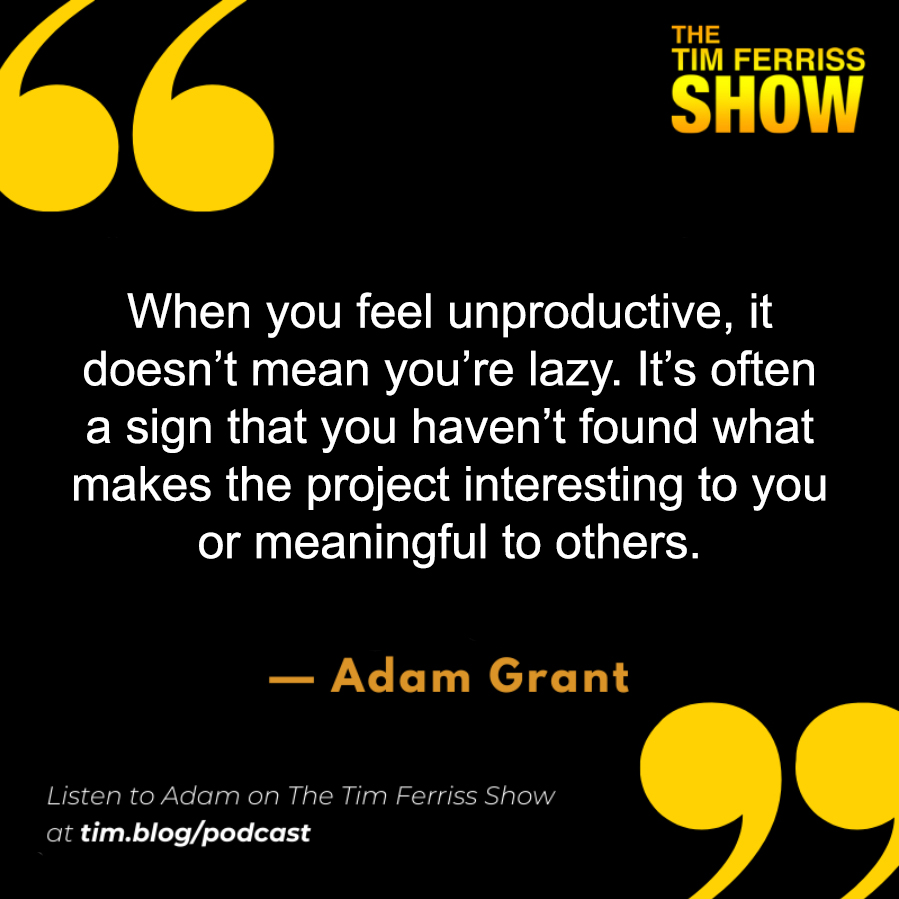 THE
TIM FERRISS
SHOW
When you feel unproductive, it
doesn’t mean you’re lazy. It’s often
a sign that you haven’t found what
makes the project interesting to you
or meaningful to others.
— Adam Grant
Listen to Adam on The Tim Ferriss Show
at tim.blog/podcast